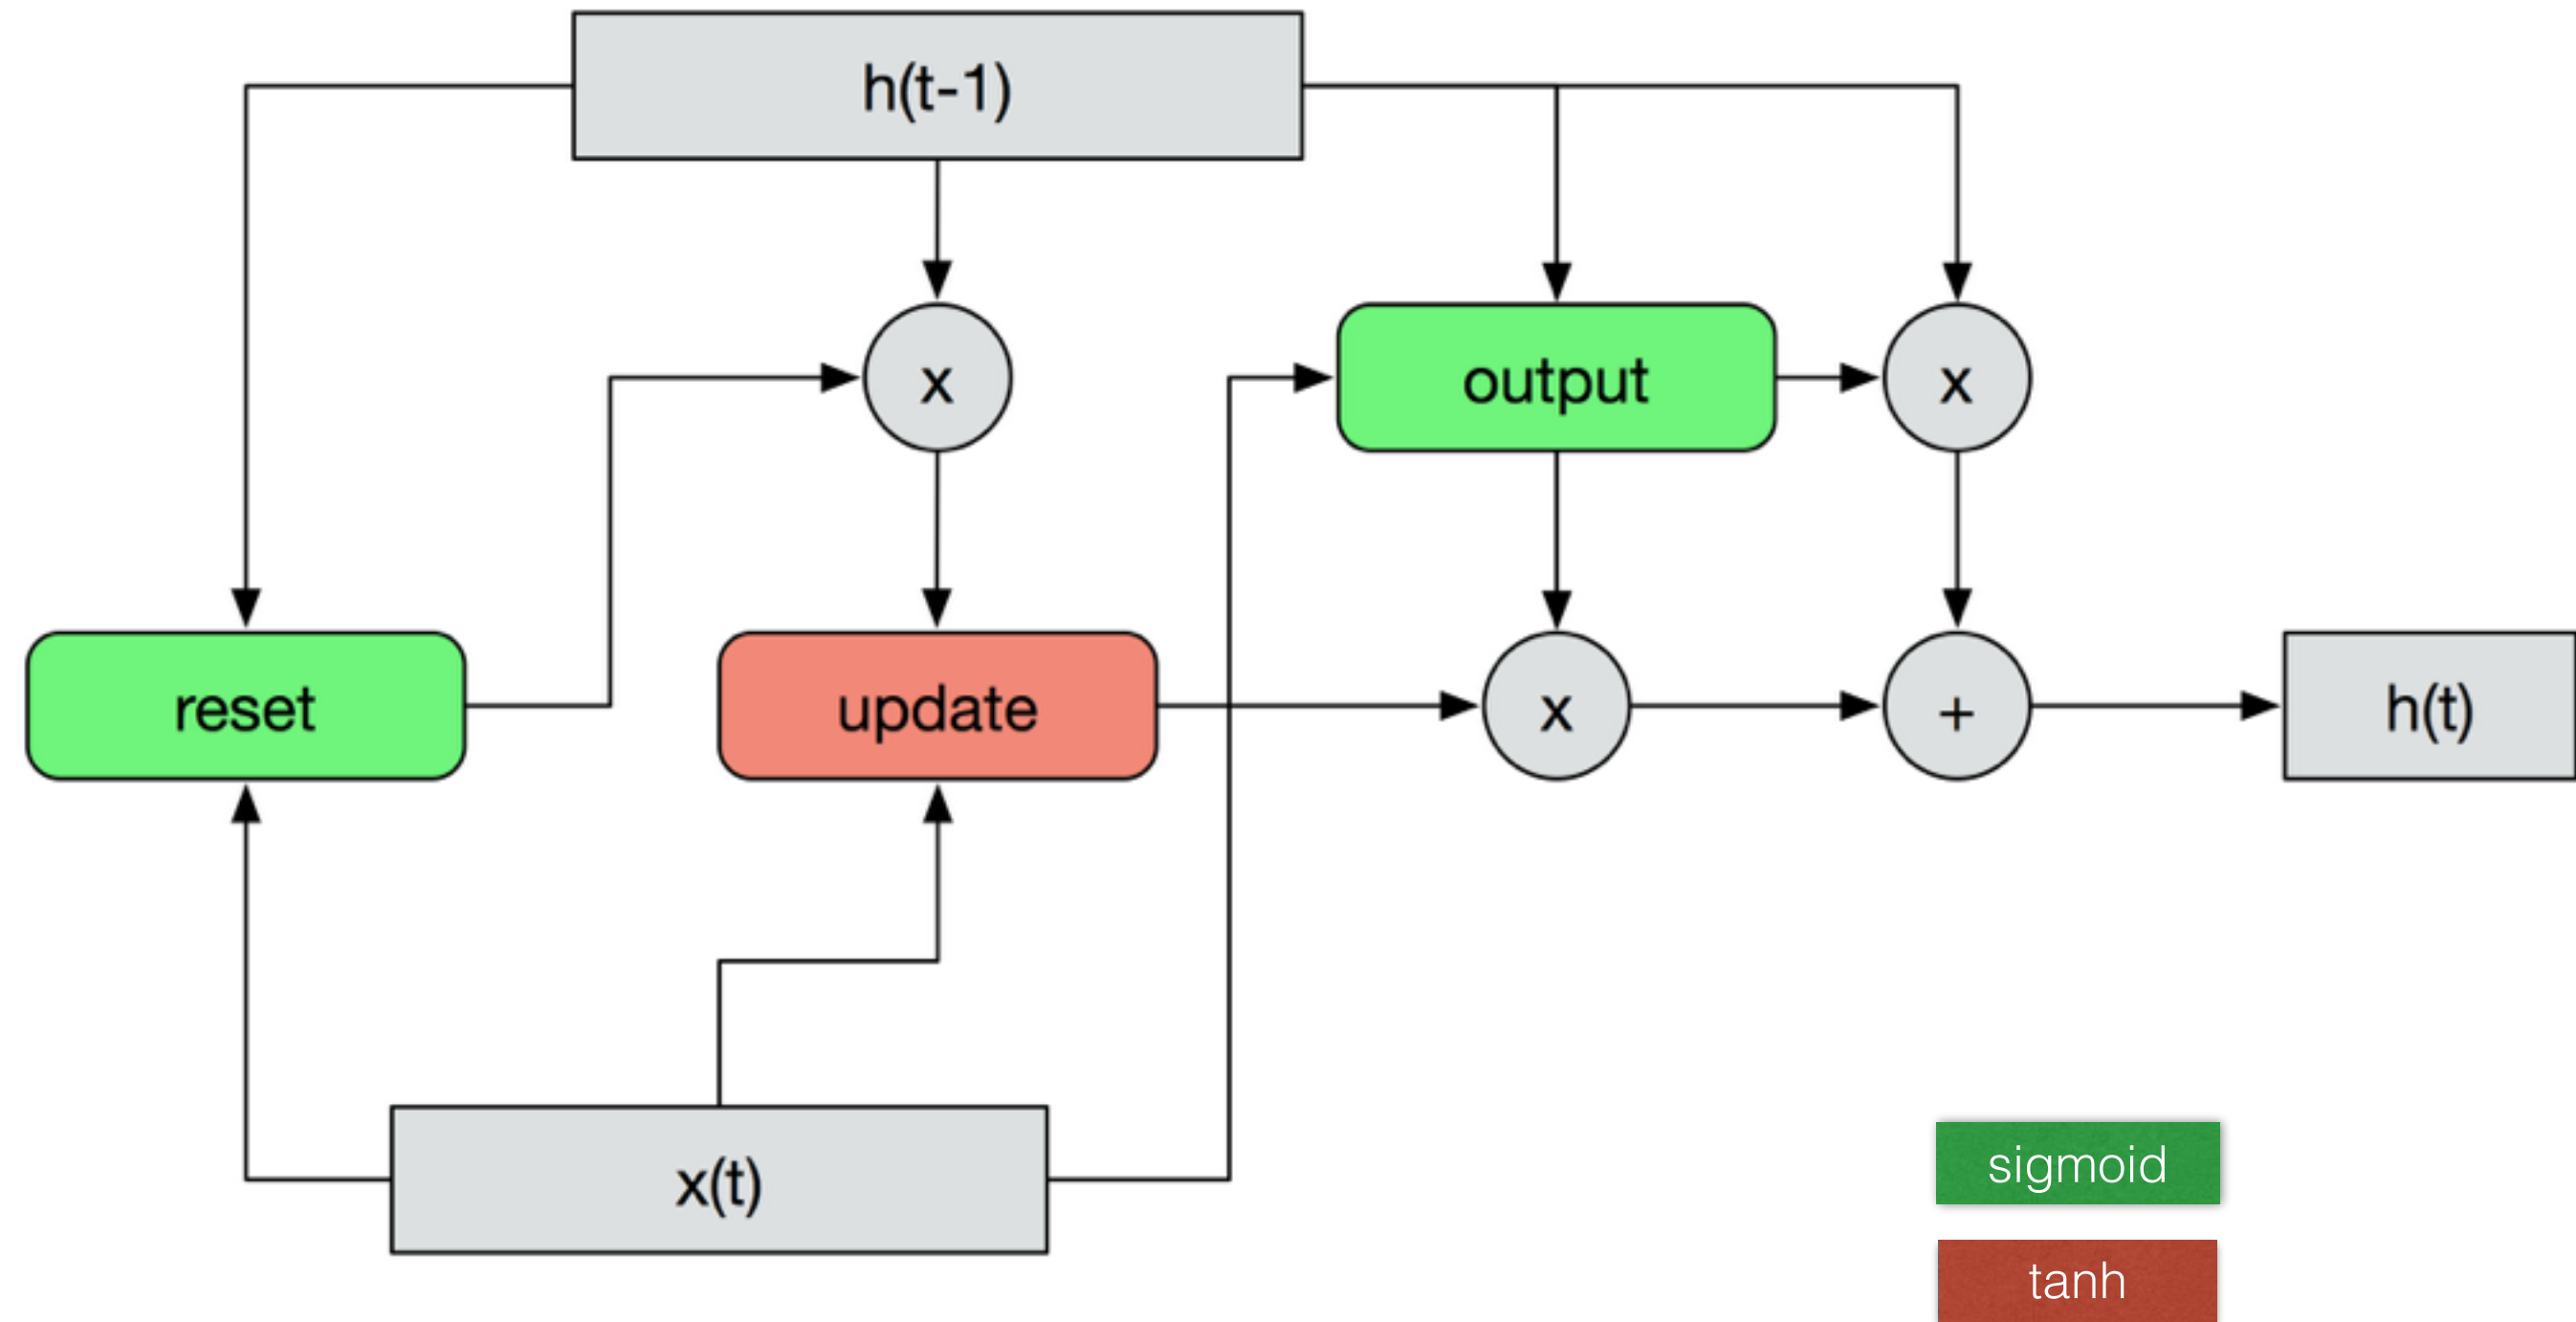 h(t-1)
x
output
x
reset
update
x
+
h(t)
x(t)
sigmoid
tanh